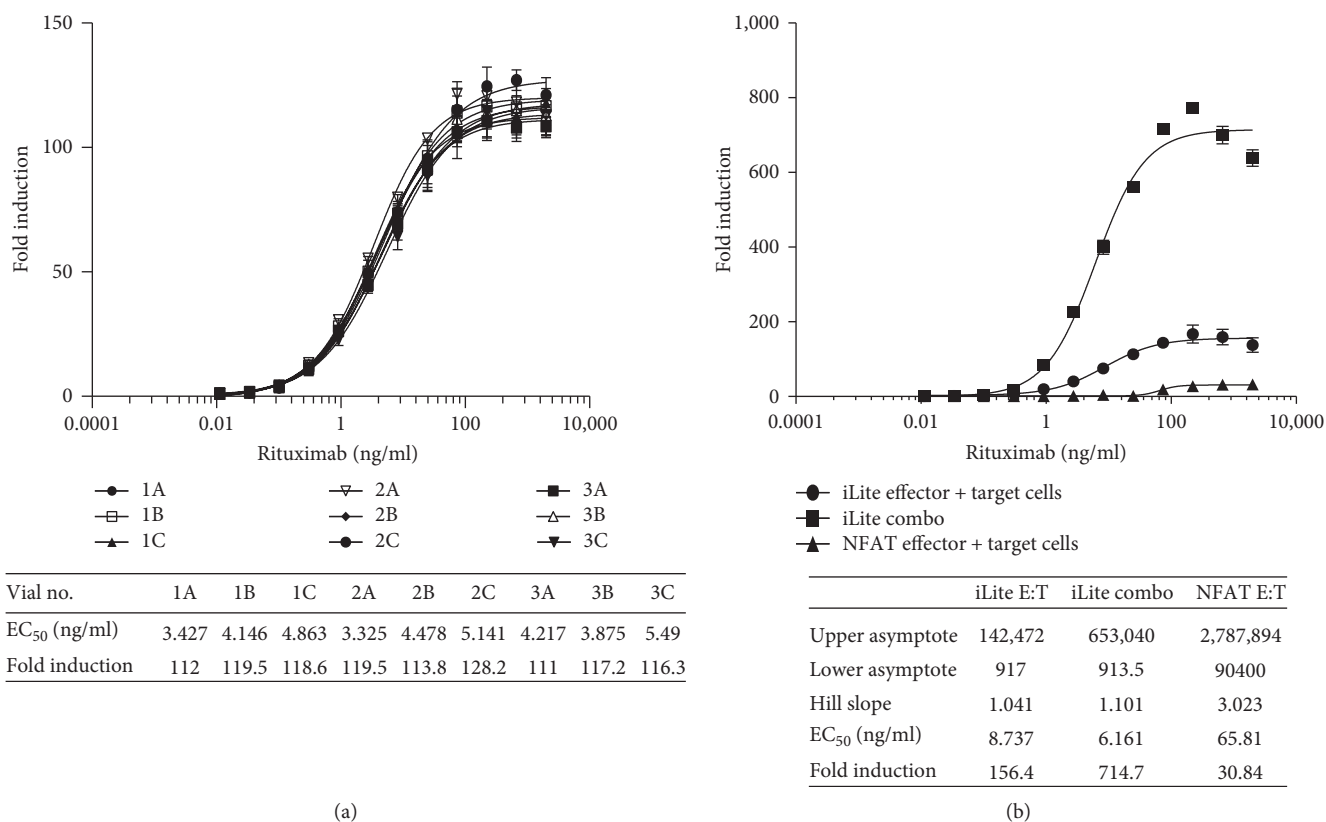 150
100
50
0
Fold induction
0.0001 0.01 1 100 10,000
Rituximab (ng/ml)
1A 2A 3A
1B 2B 3B
1C 2C 3C
Vial no. 1A 1B 1C 2A 2B 2C 3A 3B 3C
EC50 (ng/ml) 3.427 4.146 4.863 3.325 4.478 5.141 4.217 3.875 5.49
Fold induction 112 119.5 118.6 119.5 113.8 128.2 111 117.2 116.3
(a)
1,000
800
600
400
200
0
Fold induction
0.0001 0.01 1 100 10,000
Rituximab (ng/ml)
iLite effector + target cells
iLite combo
NFAT effector + target cells
iLite E:T iLite combo NFAT E:T
Upper asymptote 142,472 653,040 2,787,894
Lower asymptote 917 913.5 90400
Hill slope 1.041 1.101 3.023
EC50 (ng/ml) 8.737 6.161 65.81
Fold induction 156.4 714.7 30.84
(b)